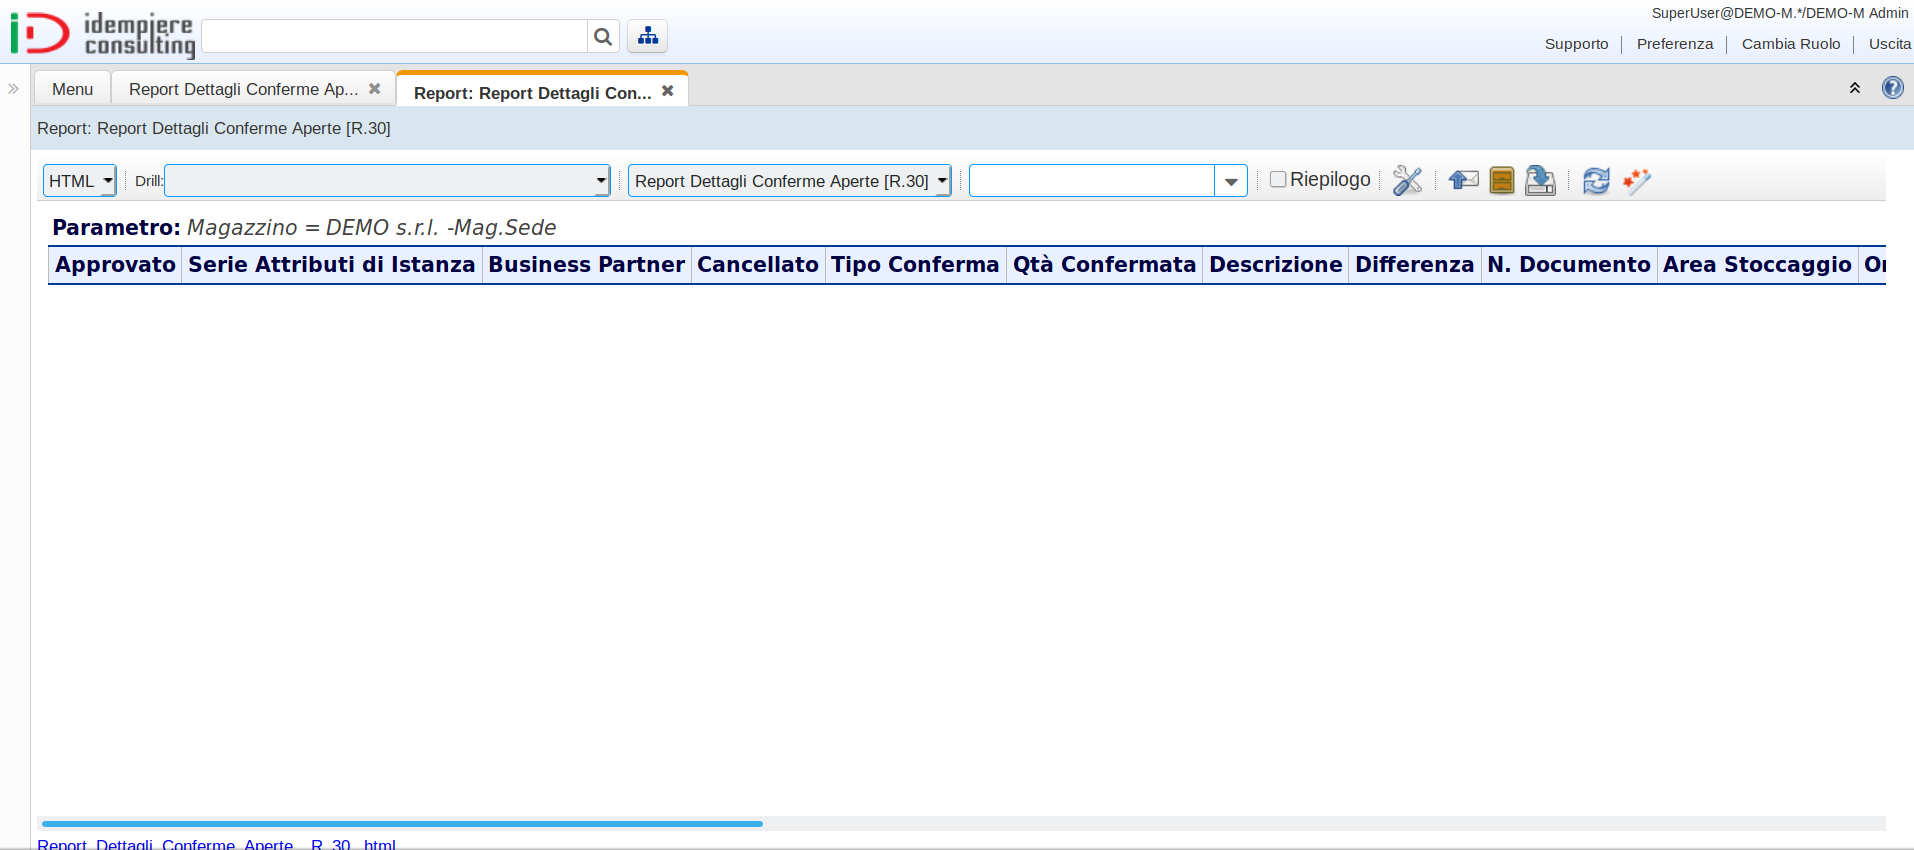 idempiere
consulting
SuperUser@DEMO-M.*/DEMO-M Admin
Supporto
Preferenza
Cambia Ruolo
Uscita
Menu
Report Dettagli Conferme Ap...
Report: Report Dettagli Con...
Report: Report Dettagli Conferme Aperte [R.30]
HTML
Drill:
Report Dettagli Conferme Aperte [R.30]
Riepilogo
Parametro: Magazzino = DEMO s.r.l. -Mag.Sede
Approvato Serie Attributi di Istanza Business Partner Cancellato Tipo Conferma Qtà Confermata Descrizione Differenza N. Documento Area Stoccaggio
Report_Dettagli_Conferme_Aperte__R_30_.html